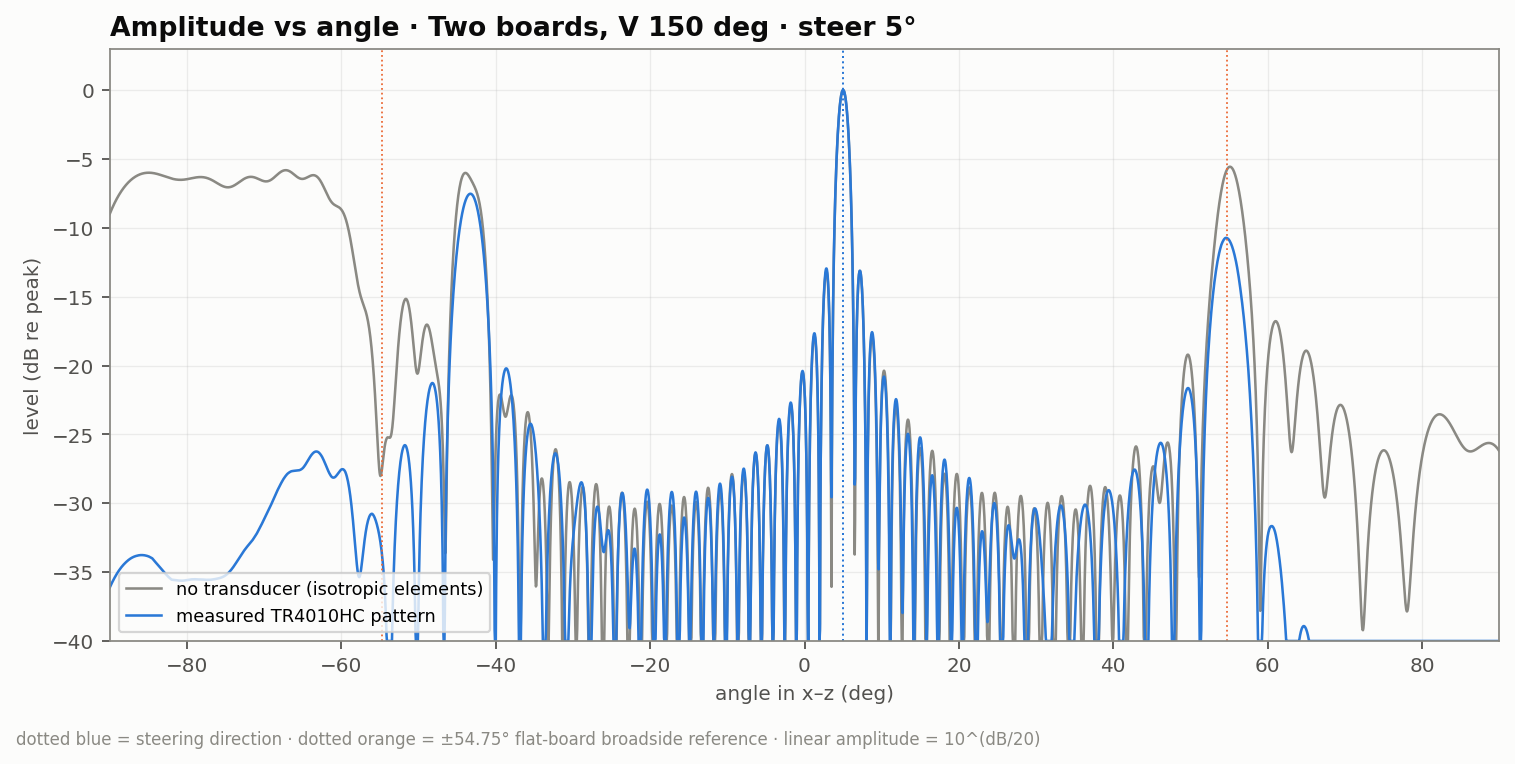 Amplitude vs angle · Two boards, V 150 deg · steer 5°
level (dB re peak)
0
−5
−10
−15
−20
−25
−30
−35
−40
no transducer (isotropic elements)
measured TR4010HC pattern
−80 −60 −40 −20 0 20 40 60 80
angle in x–z (deg)
dotted blue = steering direction · dotted orange = ±54.75° flat-board broadside reference · linear amplitude = 10^(dB/20)